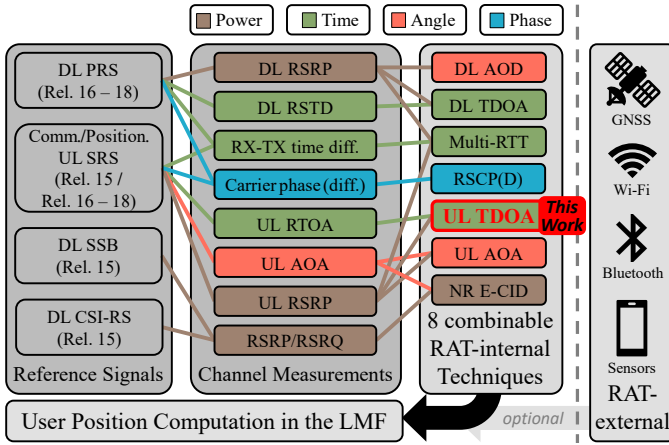 Power
Time
Angle
Phase
DL PRS
(Rel. 16 – 18)
Comm./Position.
UL SRS
(Rel. 15 /
Rel. 16 – 18)
DL SSB
(Rel. 15)
DL CSI-RS
(Rel. 15)
Reference Signals
DL RSRP
DL RSTD
RX-TX time diff.
Carrier phase (diff.)
UL RTOA
UL AOA
UL RSRP
RSRP/RSRQ
Channel Measurements
DL AOD
DL TDOA
Multi-RTT
RSCP(D)
UL TDOA
This
Work
UL AOA
NR E-CID
8 combinable
RAT-internal
Techniques
GNSS
Wi-Fi
Bluetooth
Sensors
RAT-
external
User Position Computation in the LMF
optional